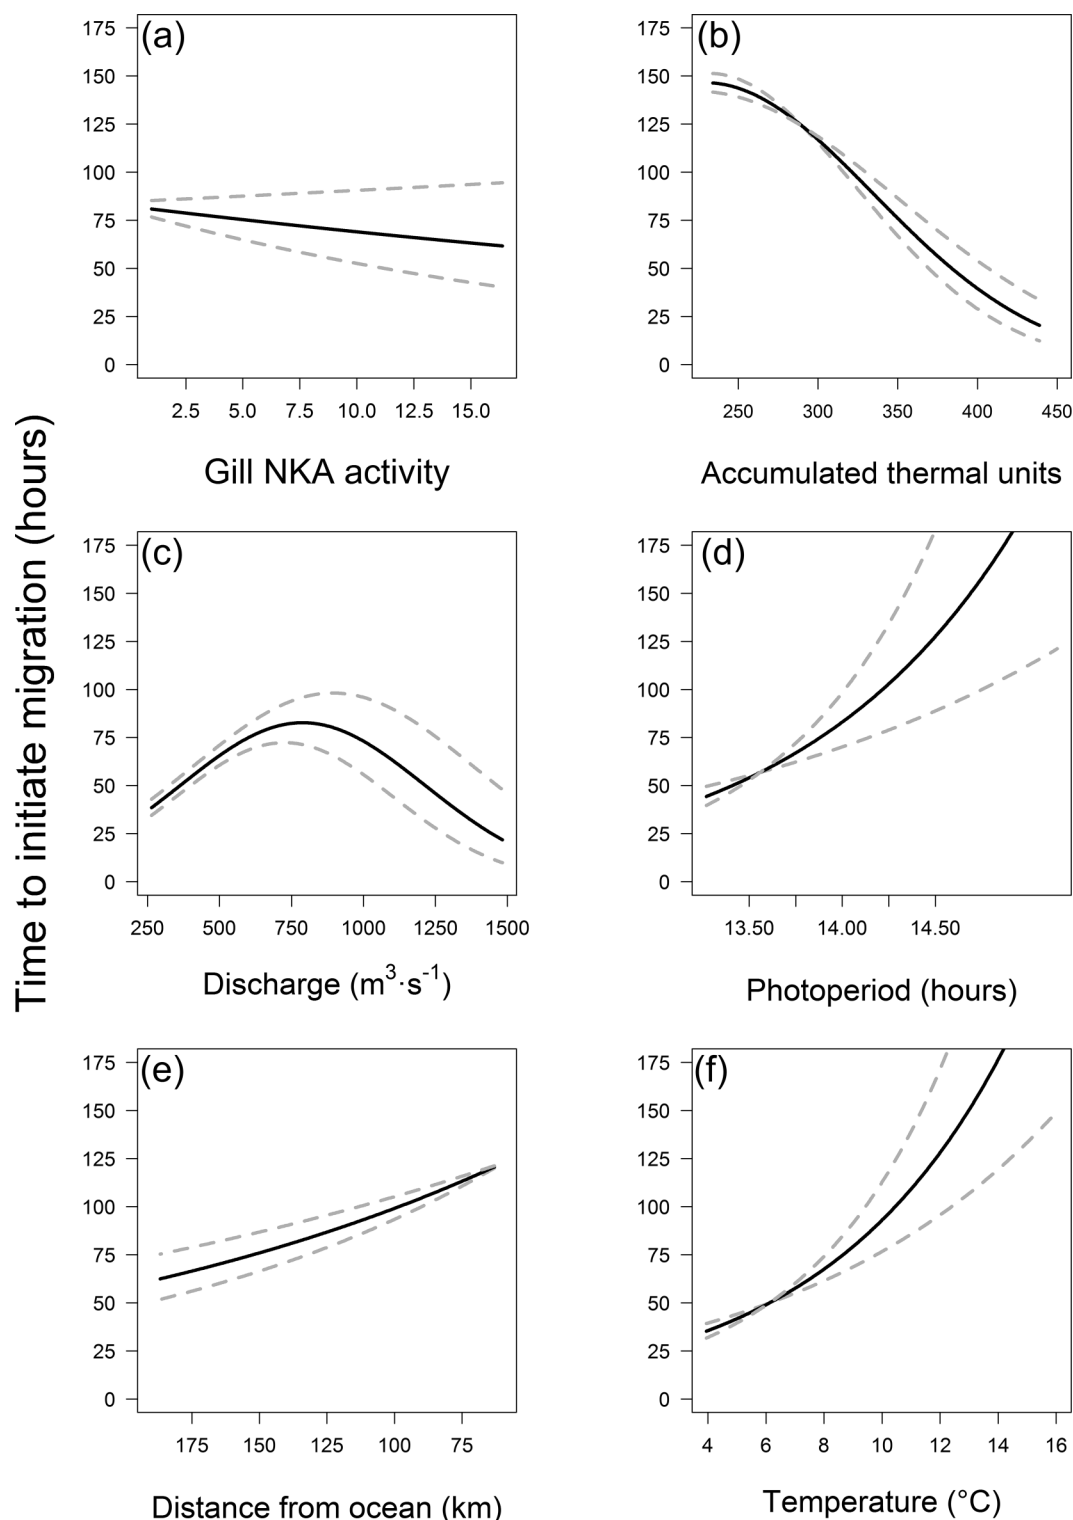 Time to initiate migration (hours)
(a)
175
150
125
100
75
50
25
0
2.5 5.0 7.5 10.0 12.5 15.0
Gill NKA activity
(b)
175
150
125
100
75
50
25
0
250 300 350 400 450
Accumulated thermal units
(c)
175
150
125
100
75
50
25
0
250 500 750 1000 1250 1500
Discharge (m³·s⁻¹)
(d)
175
150
125
100
75
50
25
0
13.50 14.00 14.50
Photoperiod (hours)
(e)
175
150
125
100
75
50
25
0
175 150 125 100 75
Distance from ocean (km)
(f)
175
150
125
100
75
50
25
0
4 6 8 10 12 14 16
Temperature (°C)